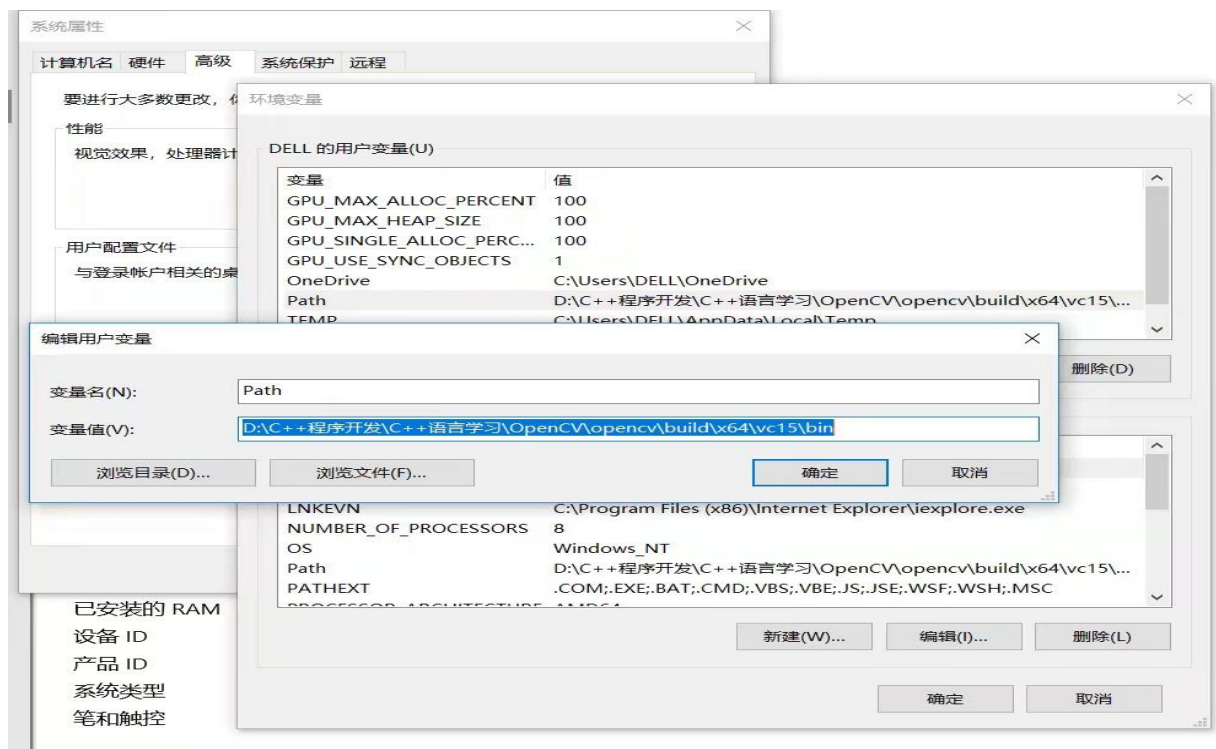 系统属性
计算机名 硬件 高级 系统保护 远程
要进行大多数更改，
性能
视觉效果，处理器计
用户配置文件
与登录帐户相关的桌
环境变量
DELL 的用户变量(U)
变量 值
GPU_MAX_ALLOC_PERCENT 100
GPU_MAX_HEAP_SIZE 100
GPU_SINGLE_ALLOC_PERC... 100
GPU_USE_SYNC_OBJECTS 1
OneDrive C:\Users\DELL\OneDrive
Path D:\C++程序开发\C++语言学习\OpenCV\opencv\build\x64\vc15\...
TEMP C:\Users\DELL\AppData\Local\Temp
删除(D)
编辑用户变量
变量名(N): Path
变量值(V): D:\C++程序开发\C++语言学习\OpenCV\opencv\build\x64\vc15\bin
浏览目录(D)... 浏览文件(F)... 确定 取消
LNKEVN C:\Program Files (x86)\Internet Explorer\iexplore.exe
NUMBER_OF_PROCESSORS 8
OS Windows_NT
Path D:\C++程序开发\C++语言学习\OpenCV\opencv\build\x64\vc15\...
PATHEXT .COM;.EXE;.BAT;.CMD;.VBS;.VBE;.JS;.JSE;.WSF;.WSH;.MSC
PROCESSOR_ARCHITECTURE AMD64
新建(W)... 编辑(I)... 删除(L)
确定 取消
已安装的 RAM
设备 ID
产品 ID
系统类型
笔和触控